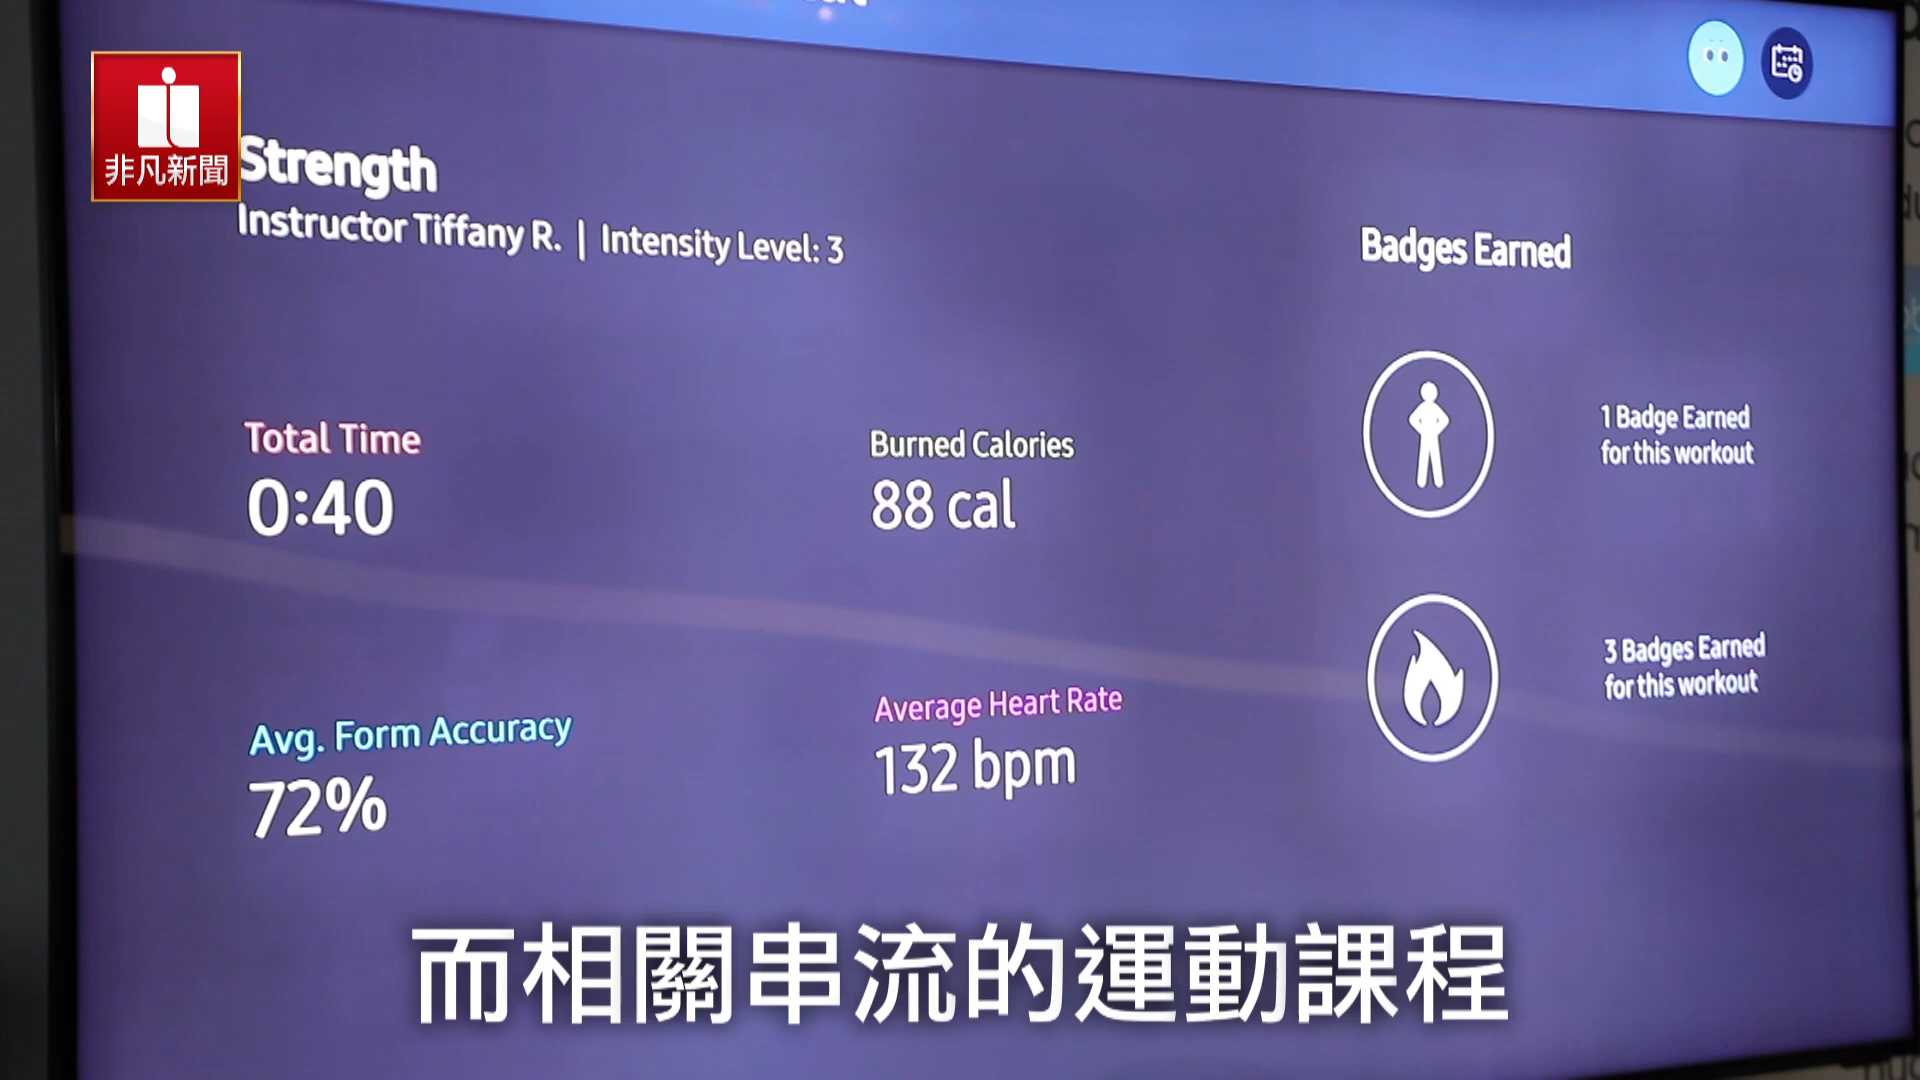 非凡新聞
Strength
Instructor Tiffany R. | Intensity Level: 3
Total Time
0:40
Burned Calories
88 cal
Avg. Form Accuracy
72%
Average Heart Rate
132 bpm
Badges Earned
1 Badge Earned
for this workout
3 Badges Earned
for this workout
而相關串流的運動課程